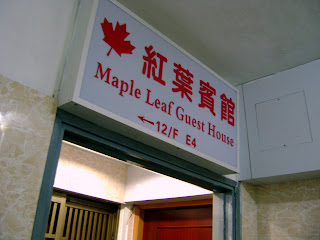 紅葉賓館
Maple Leaf Guest House
←12/F E4